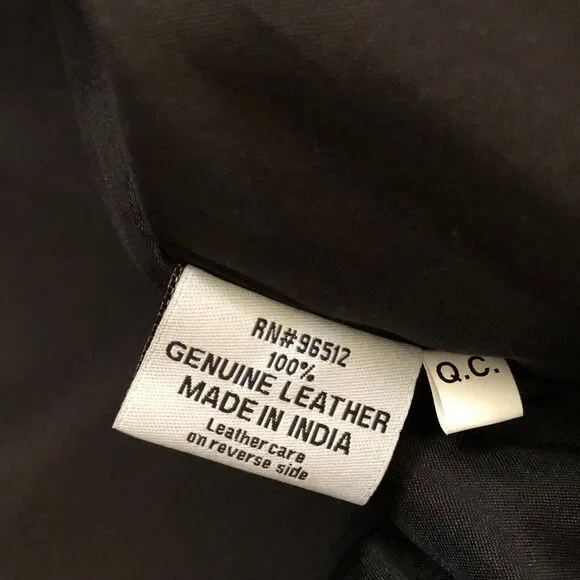 RN#96512
100%
GENUINE LEATHER
MADE IN INDIA
Leather care
on reverse side
Q.C.